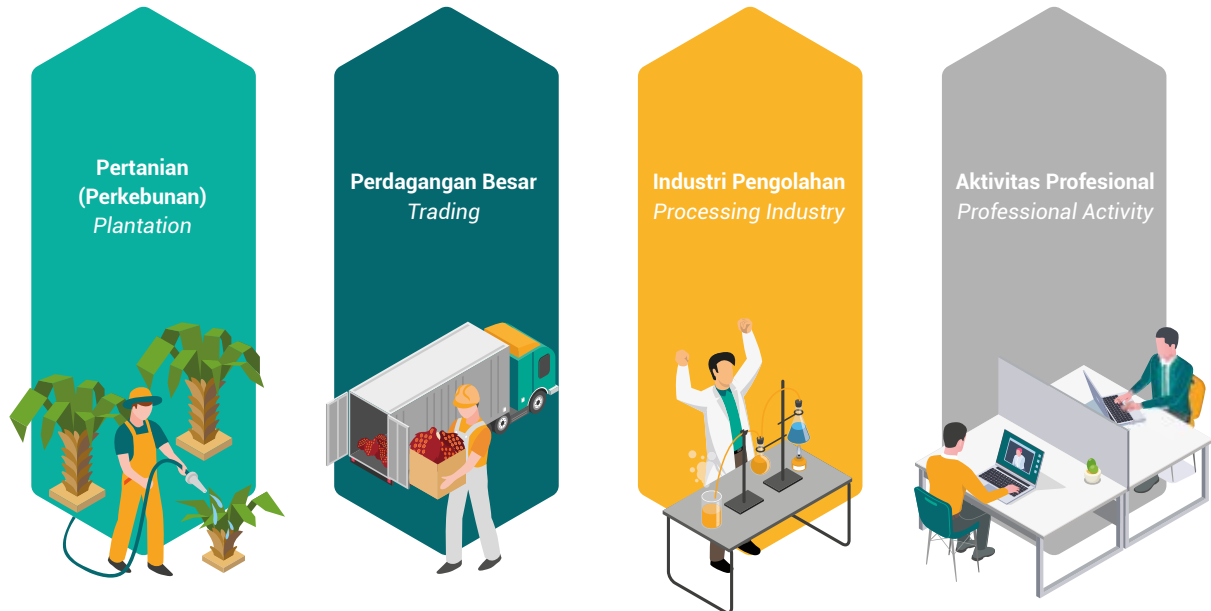 Pertanian
(Perkebunan)
Plantation
Perdagangan Besar
Trading
Industri Pengolahan
Processing Industry
Aktivitas Profesional
Professional Activity